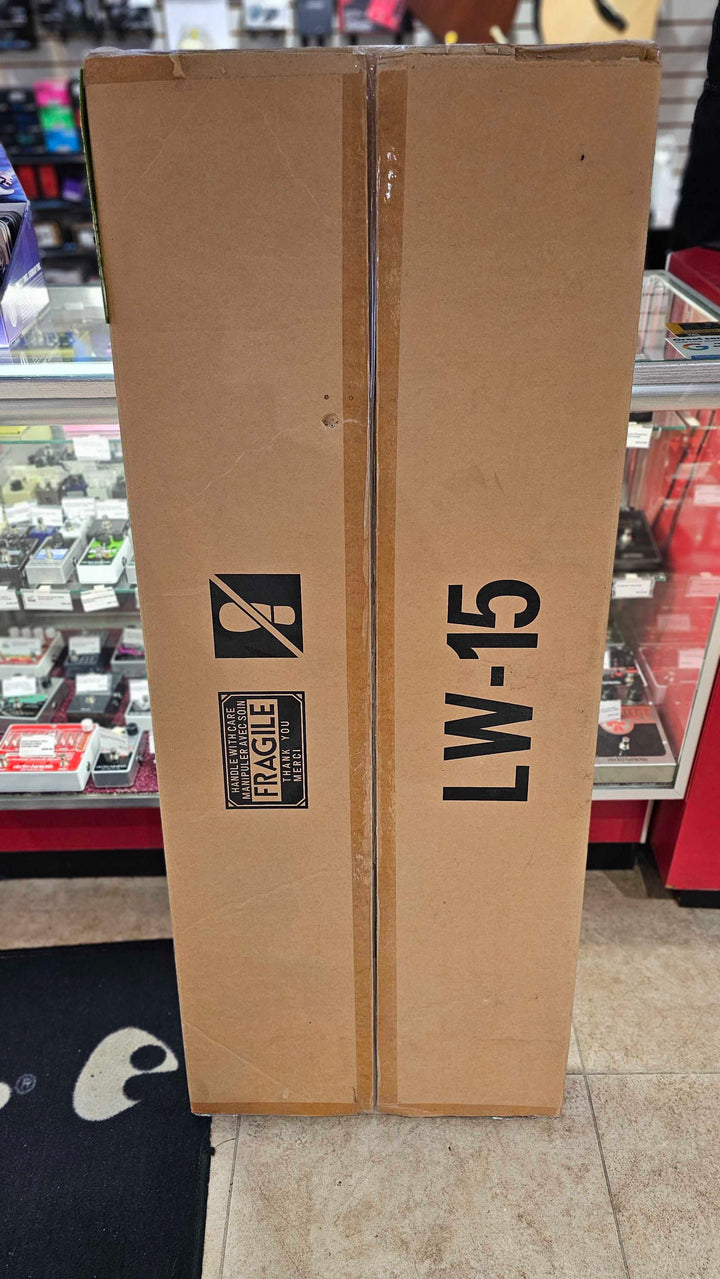 HANDLE WITH CARE
MANIPULER AVEC SOIN
FRAGILE
THANK YOU
MERCI
LW-15